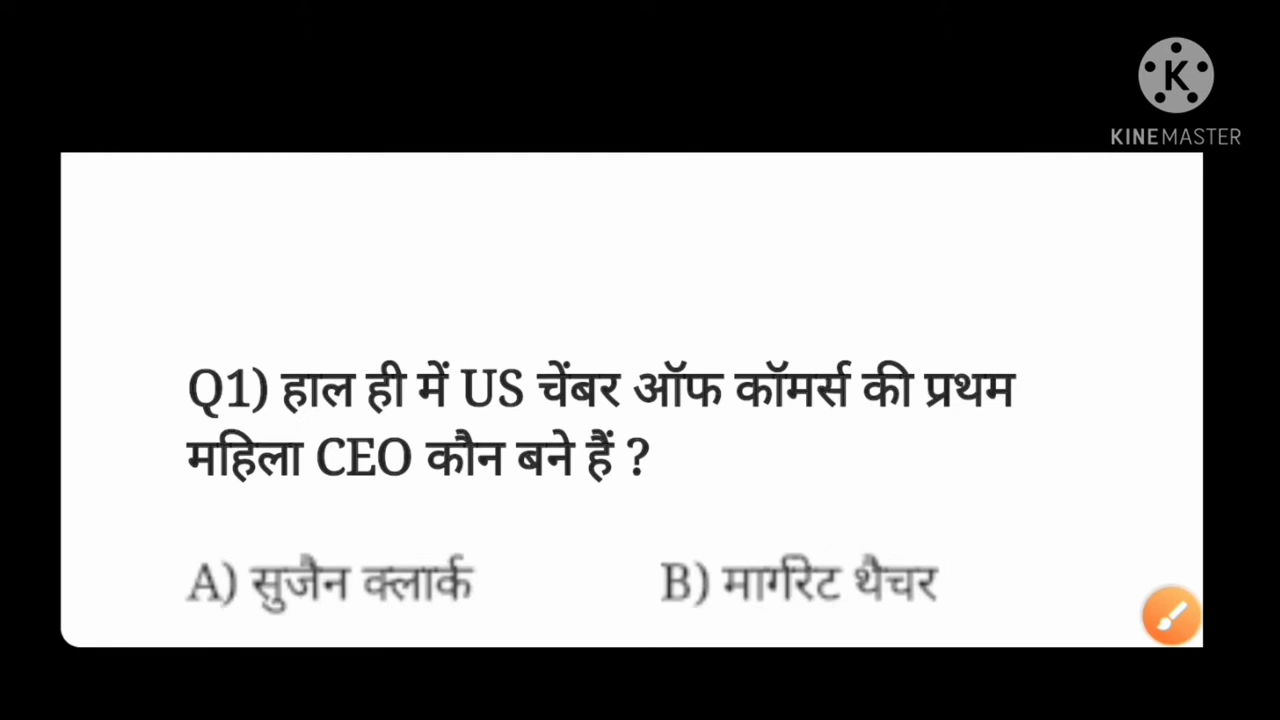 K
KINEMASTER
Q1) हाल ही में US चेंबर ऑफ कॉमर्स की प्रथम
महिला CEO कौन बने हैं ?
A) सुजैन क्लार्क B) मार्गरेट थैचर